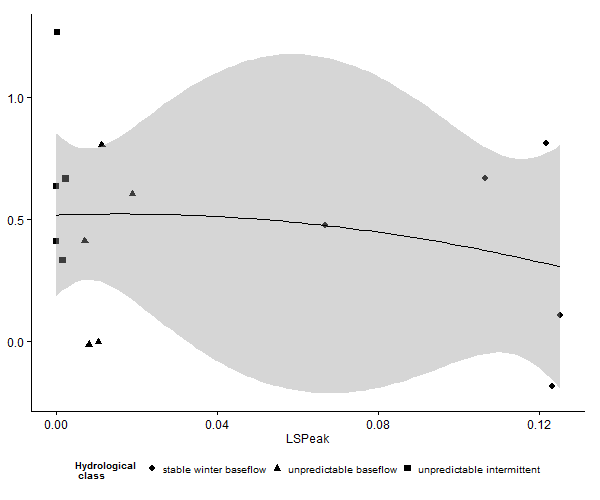 1.0
0.5
0.0
0.00 0.04 0.08 0.12
LSPeak
Hydrological class stable winter baseflow unpredictable baseflow unpredictable intermittent